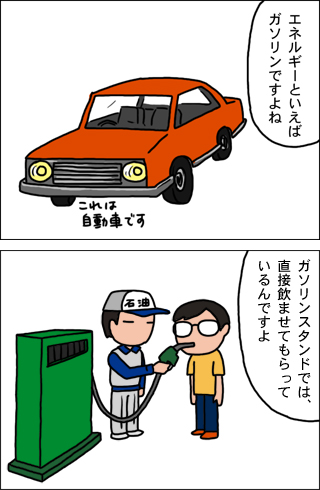 エネルギーといえば
ガソリンですよね
これは
自動車です
ガソリンスタンドでは、
直接飲ませてもらって
いるんですよ
石油